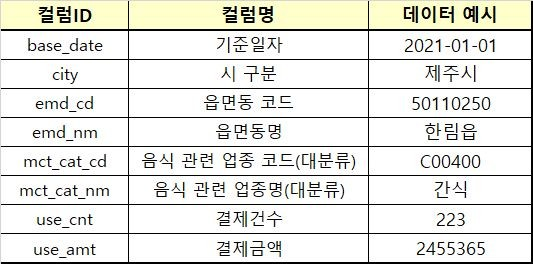 컬럼ID 컬럼명 데이터 예시
base_date 기준일자 2021-01-01
city 시 구분 제주시
emd_cd 읍면동 코드 50110250
emd_nm 읍면동명 한림읍
mct_cat_cd 음식 관련 업종 코드(대분류) C00400
mct_cat_nm 음식 관련 업종명(대분류) 간식
use_cnt 결제건수 223
use_amt 결제금액 2455365